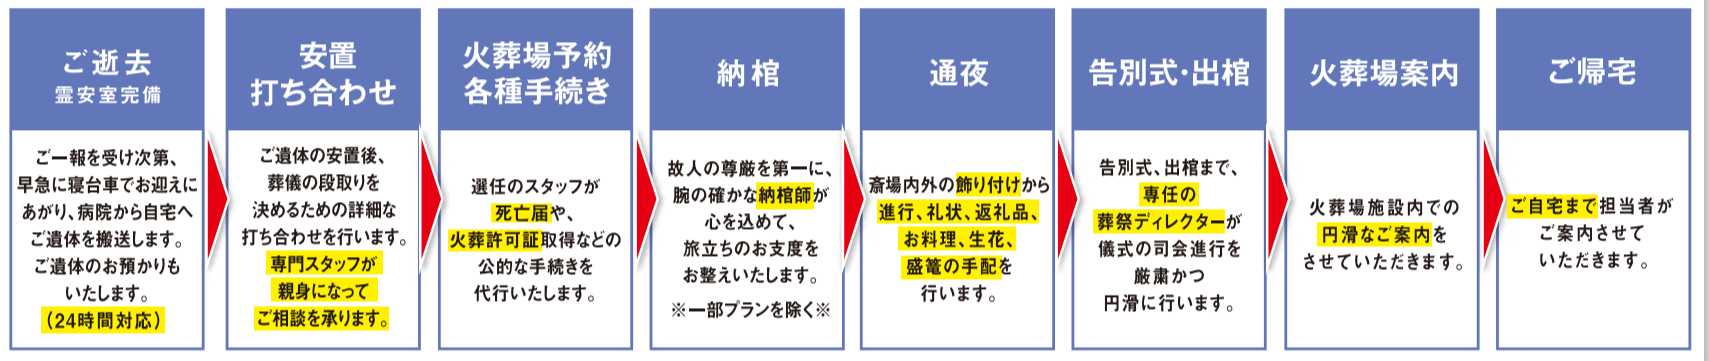 ご逝去
霊安室完備
ご一報を受け次第、
早急に寝台車でお迎えに
あがり、病院から自宅へ
ご遺体を搬送します。
ご遺体のお預かりも
いたします。
（24時間対応）
安置
打ち合わせ
ご遺体の安置後、
葬儀の段取りを
決めるための詳細な
打ち合わせを行います。
専門スタッフが
親身になって
ご相談を承ります。
火葬場予約
各種手続き
選任のスタッフが
死亡届や、
火葬許可証取得などの
公的な手続きを
代行いたします。
納棺
故人の尊厳を第一に、
腕の確かな納棺師が
心を込めて、
旅立ちのお支度を
お整えいたします。
※一部プランを除く※
通夜
斎場内外の飾り付けから
進行、礼状、返礼品、
お料理、生花、
盛篭の手配を
行います。
告別式・出棺
告別式、出棺まで、
専任の
葬祭ディレクターが
儀式の司会進行を
厳粛かつ
円滑に行います。
火葬場案内
火葬場施設内での
円滑なご案内を
させていただきます。
ご帰宅
ご自宅まで担当者が
ご案内させて
いただきます。